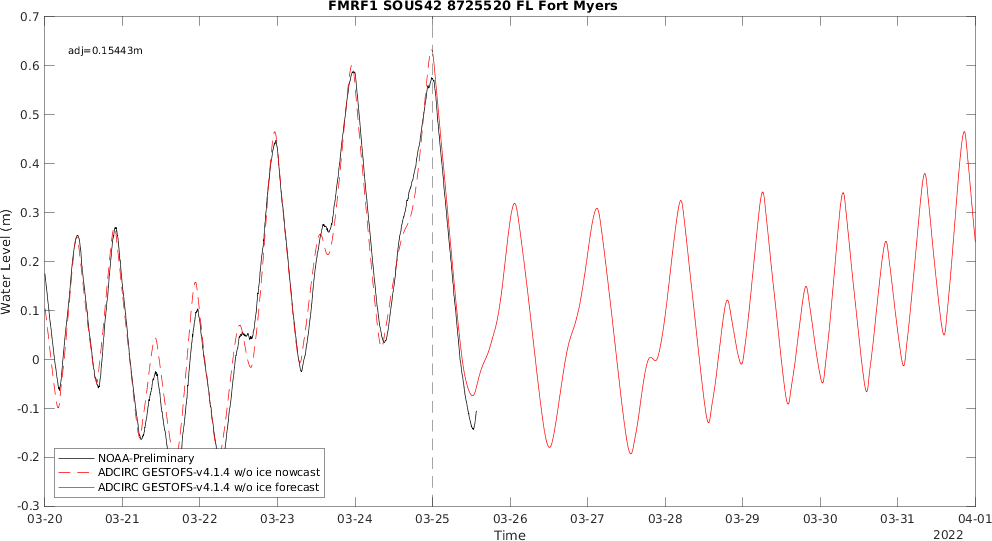 FMRF1 SOUS42 8725520 FL Fort Myers
0.7
adj=0.15443m
0.6
0.5
0.4
0.3
0.2
0.1
0
-0.1
-0.2
-0.3
Water Level (m)
NOAA-Preliminary
ADCIRC GESTOFS-v4.1.4 w/o ice nowcast
ADCIRC GESTOFS-v4.1.4 w/o ice forecast
03-20 03-21 03-22 03-23 03-24 03-25 03-26 03-27 03-28 03-29 03-30 03-31 04-01
Time
2022